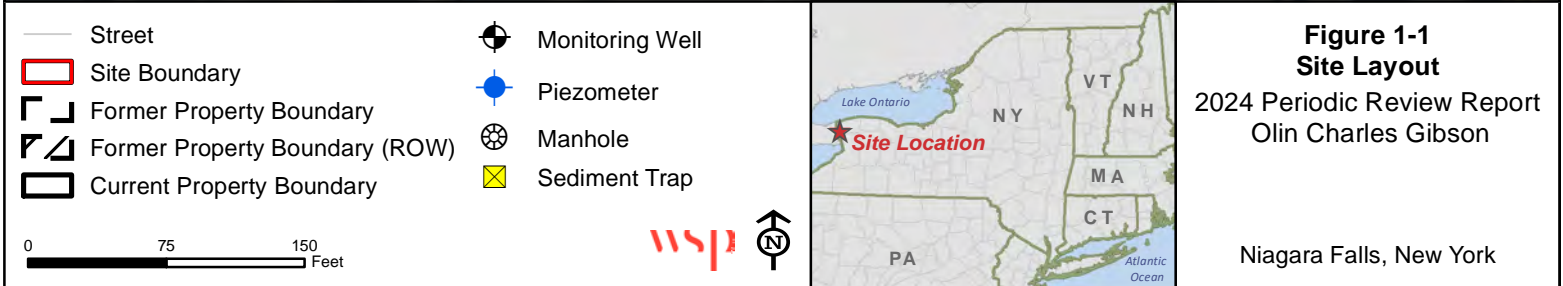 Street
Site Boundary
Former Property Boundary
Former Property Boundary (ROW)
Current Property Boundary
0 75 150
Feet
Monitoring Well
Piezometer
Manhole
Sediment Trap
wsp
N
Lake Ontario
Site Location
NY
VT
NH
MA
CT
PA
Atlantic
Ocean
Figure 1-1
Site Layout
2024 Periodic Review Report
Olin Charles Gibson
Niagara Falls, New York